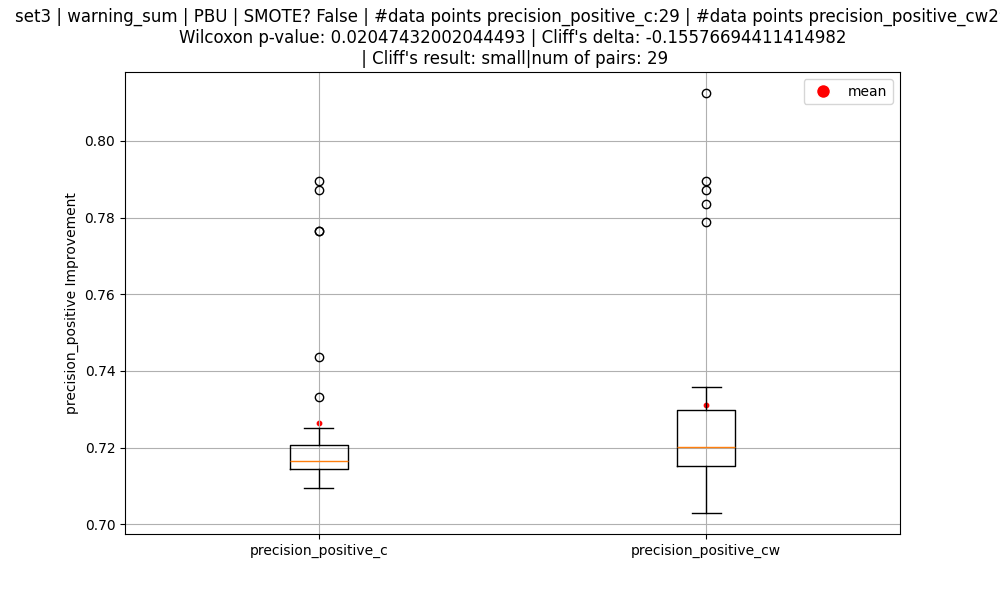 set3 | warning_sum | PBU | SMOTE? False | #data points precision_positive_c:29 | #data points precision_positive_cw2
Wilcoxon p-value: 0.02047432002044493 | Cliff's delta: -0.15576694411414982
| Cliff's result: small|num of pairs: 29
mean
precision_positive Improvement
0.80
0.78
0.76
0.74
0.72
0.70
precision_positive_c
precision_positive_cw